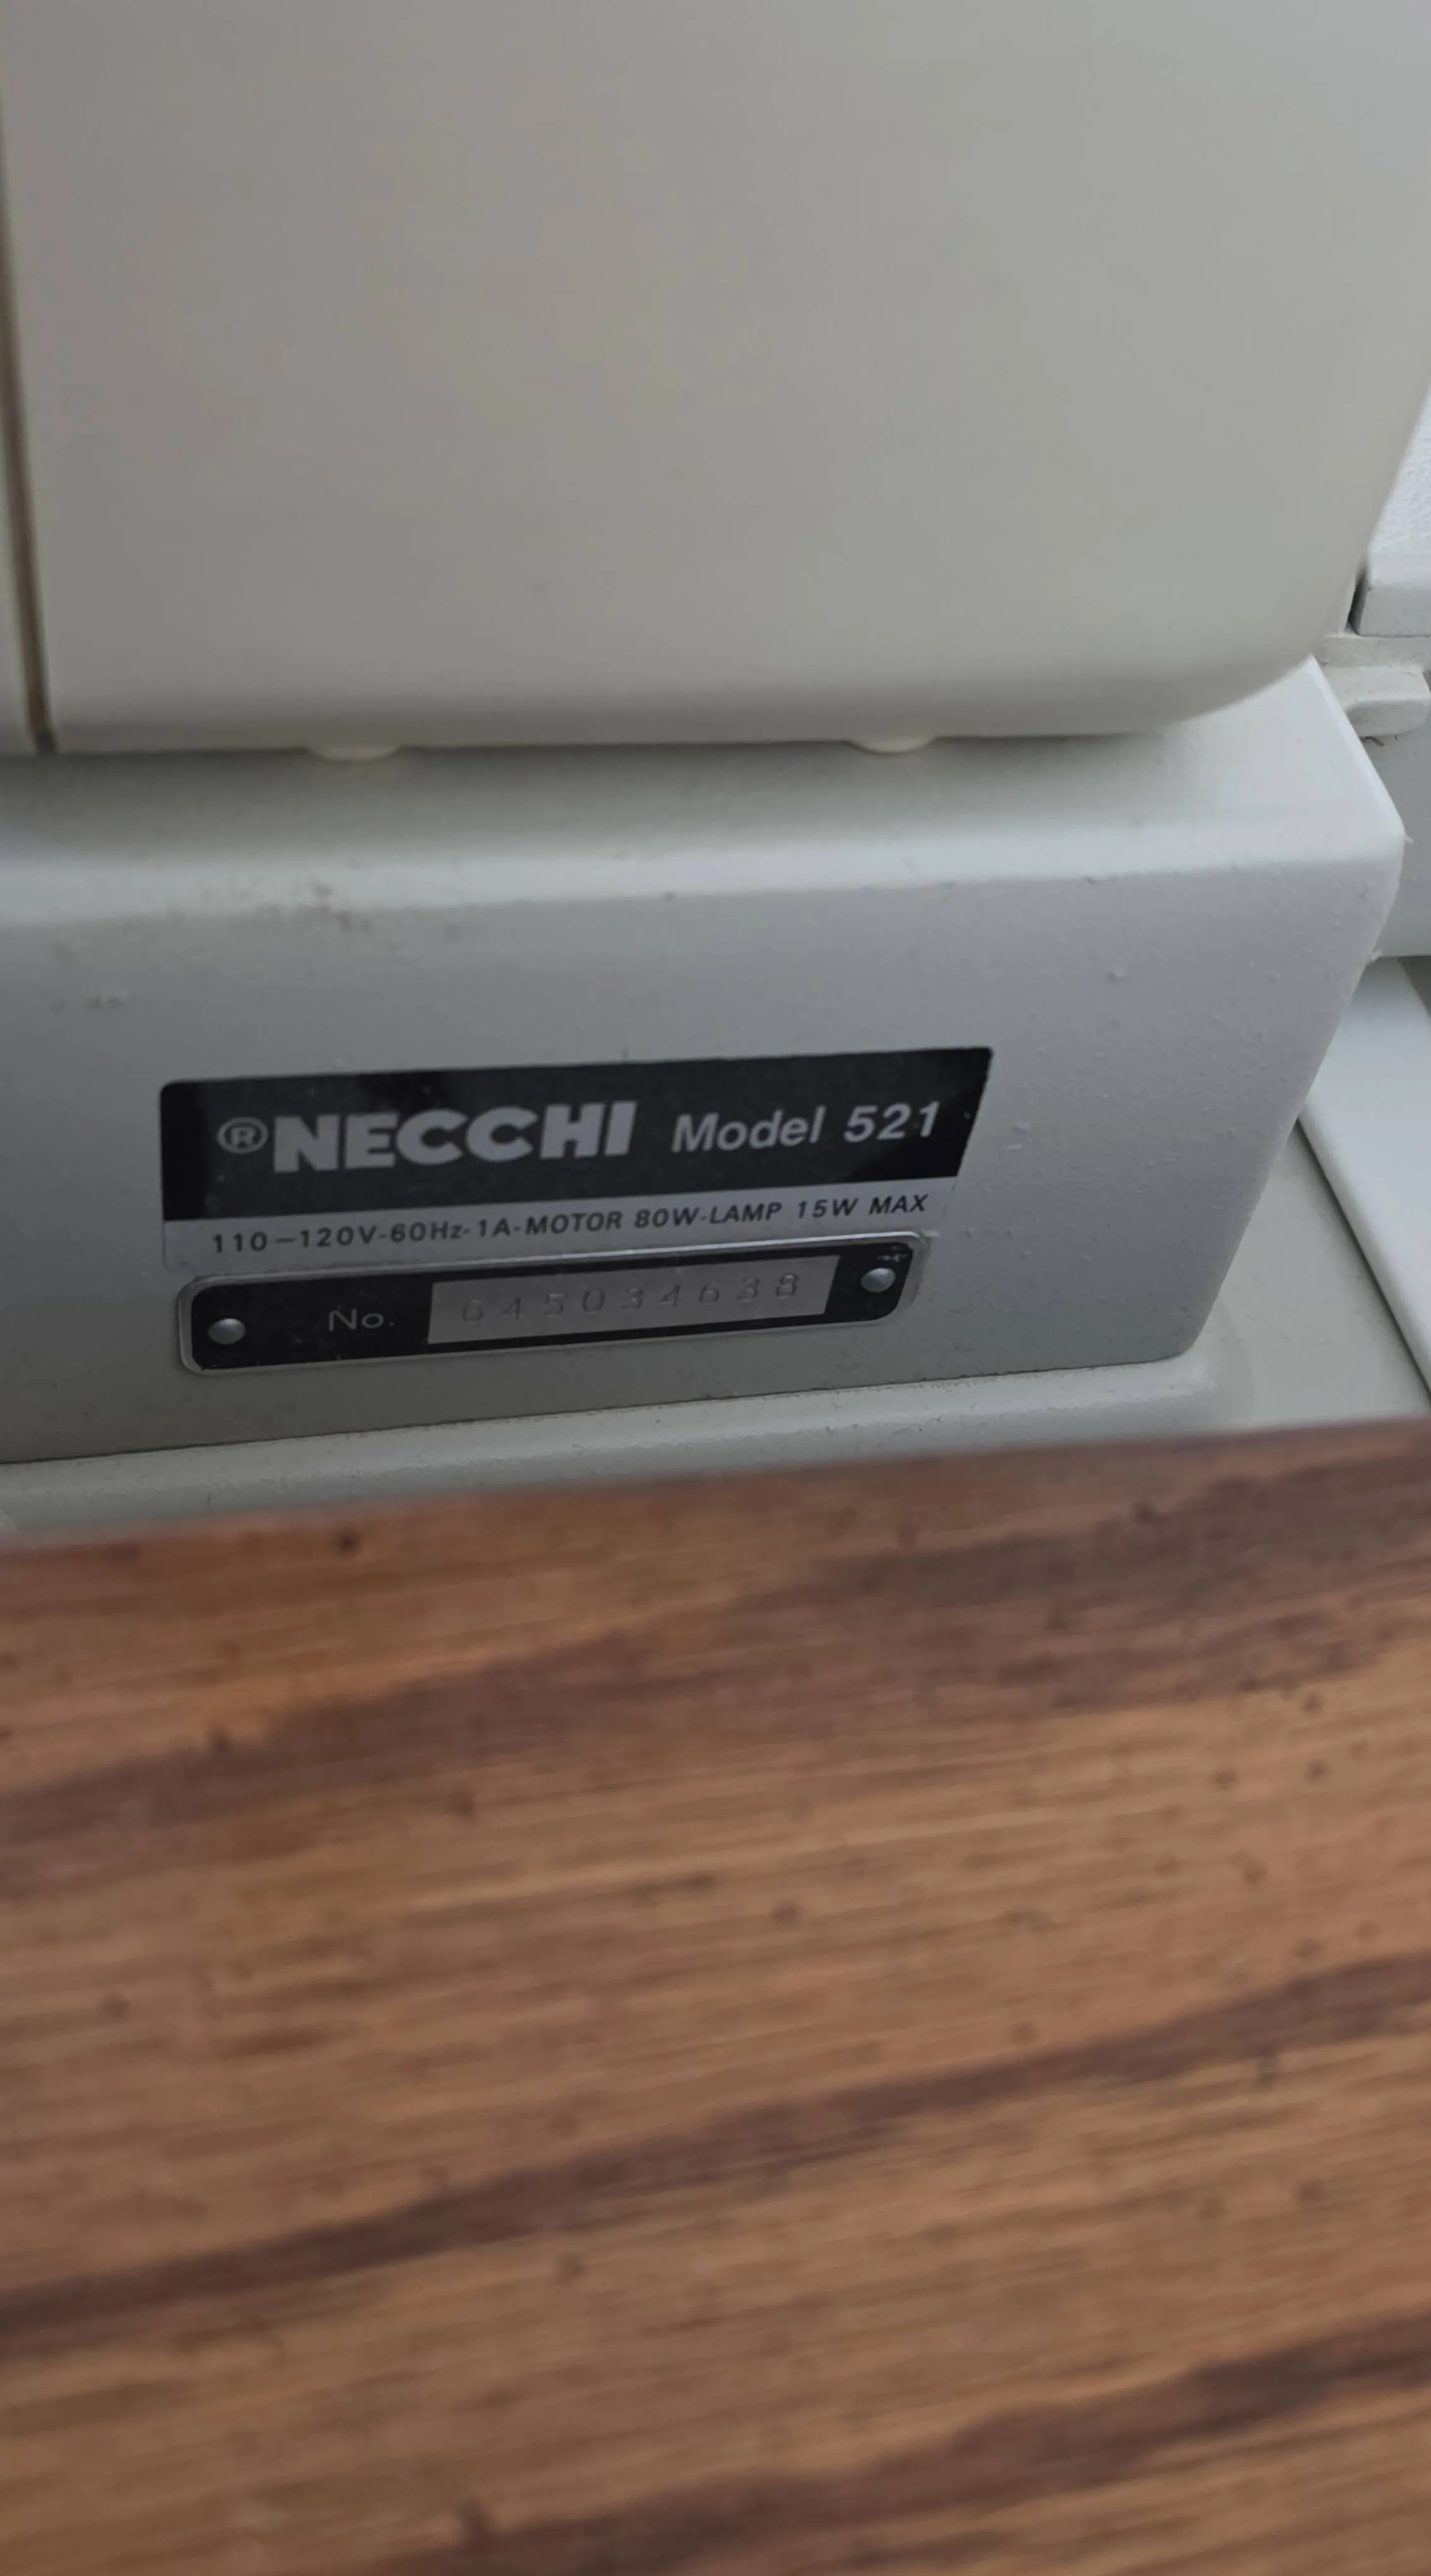 ®NECCHI Model 521
110~120V-60Hz-1A-MOTOR 80W-LAMP 15W MAX
No. 645034638